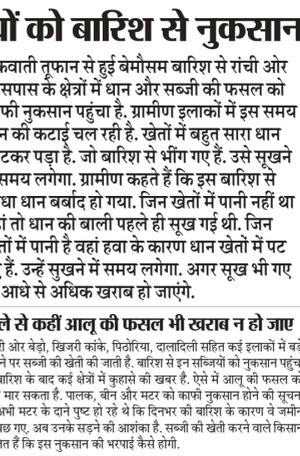 को बारिश से नुकसान
तूफान से हुई बेमौसम बारिश से रांची ओर
के क्षेत्रों में धान और सब्जी की फसल को
नुकसान पहुंचा है. ग्रामीण इलाकों में इस समय
की कटाई चल रही है. खेतों में बहुत सारा धान
पड़ा है. जो बारिश से भींग गए हैं. उसे सूखने
समय लगेगा. ग्रामीण कहते हैं कि इस बारिश से
धान बर्बाद हो गया. जिन खेतों में पानी नहीं था
तो धान की बाली पहले ही सूख गई थी. जिन
में पानी है वहां हवा के कारण धान खेतों में पट
हैं. उन्हें सुखने में समय लगेगा. अगर सूख भी गए
आधे से अधिक खराब हो जाएंगे.
से कहीं आलू की फसल भी खराब न हो जाए
ओर बेड़ो, खिजरी कांके, पिठोरिया, दालादिली सहित कई इलाकों में बड़े
पर सब्जी की खेती की जाती है. बारिश से इन सब्जियों को नुकसान पहुंचा
बारिश के बाद कई क्षेत्रों में कुहासे की खबर है. ऐसे में आलू की फसल को
मार सकता है. पालक, बीन और मटर को काफी नुकसान होने की सूचना
अभी मटर के दाने पुष्ट हो रहे थे कि दिनभर की बारिश के कारण वे जमीन
गए. अब उनके सड़ने की आशंका है. सब्जी की खेती करने वाले किसान
हैं कि इस नुकसान की भरपाई कैसे होगी.